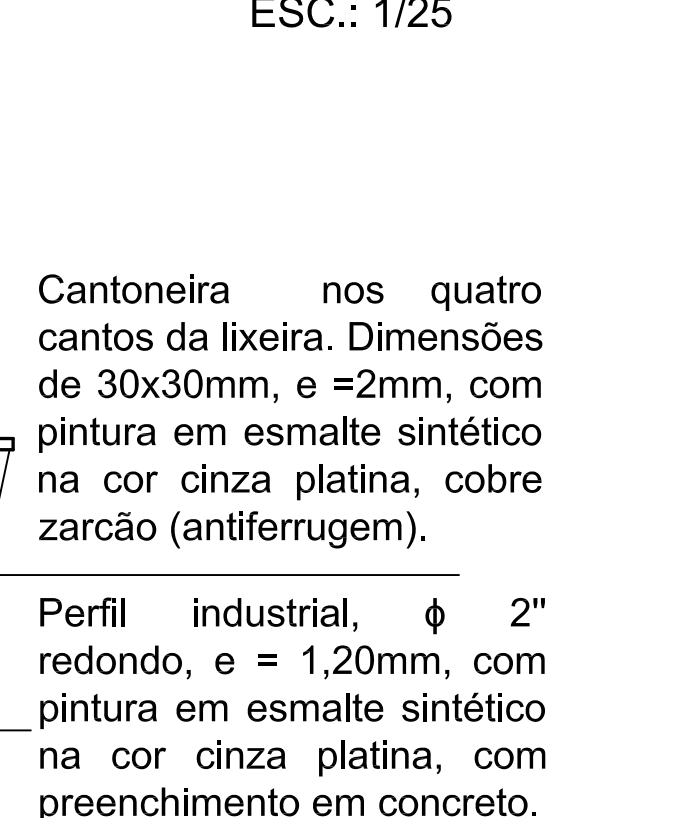 ESC.: 1/25
Cantoneira nos quatro
cantos da lixeira. Dimensões
de 30x30mm, e =2mm, com
pintura em esmalte sintético
na cor cinza platina, cobre
zarcão (antiferrugem).
Perfil industrial, ϕ 2"
redondo, e = 1,20mm, com
pintura em esmalte sintético
na cor cinza platina, com
preenchimento em concreto.